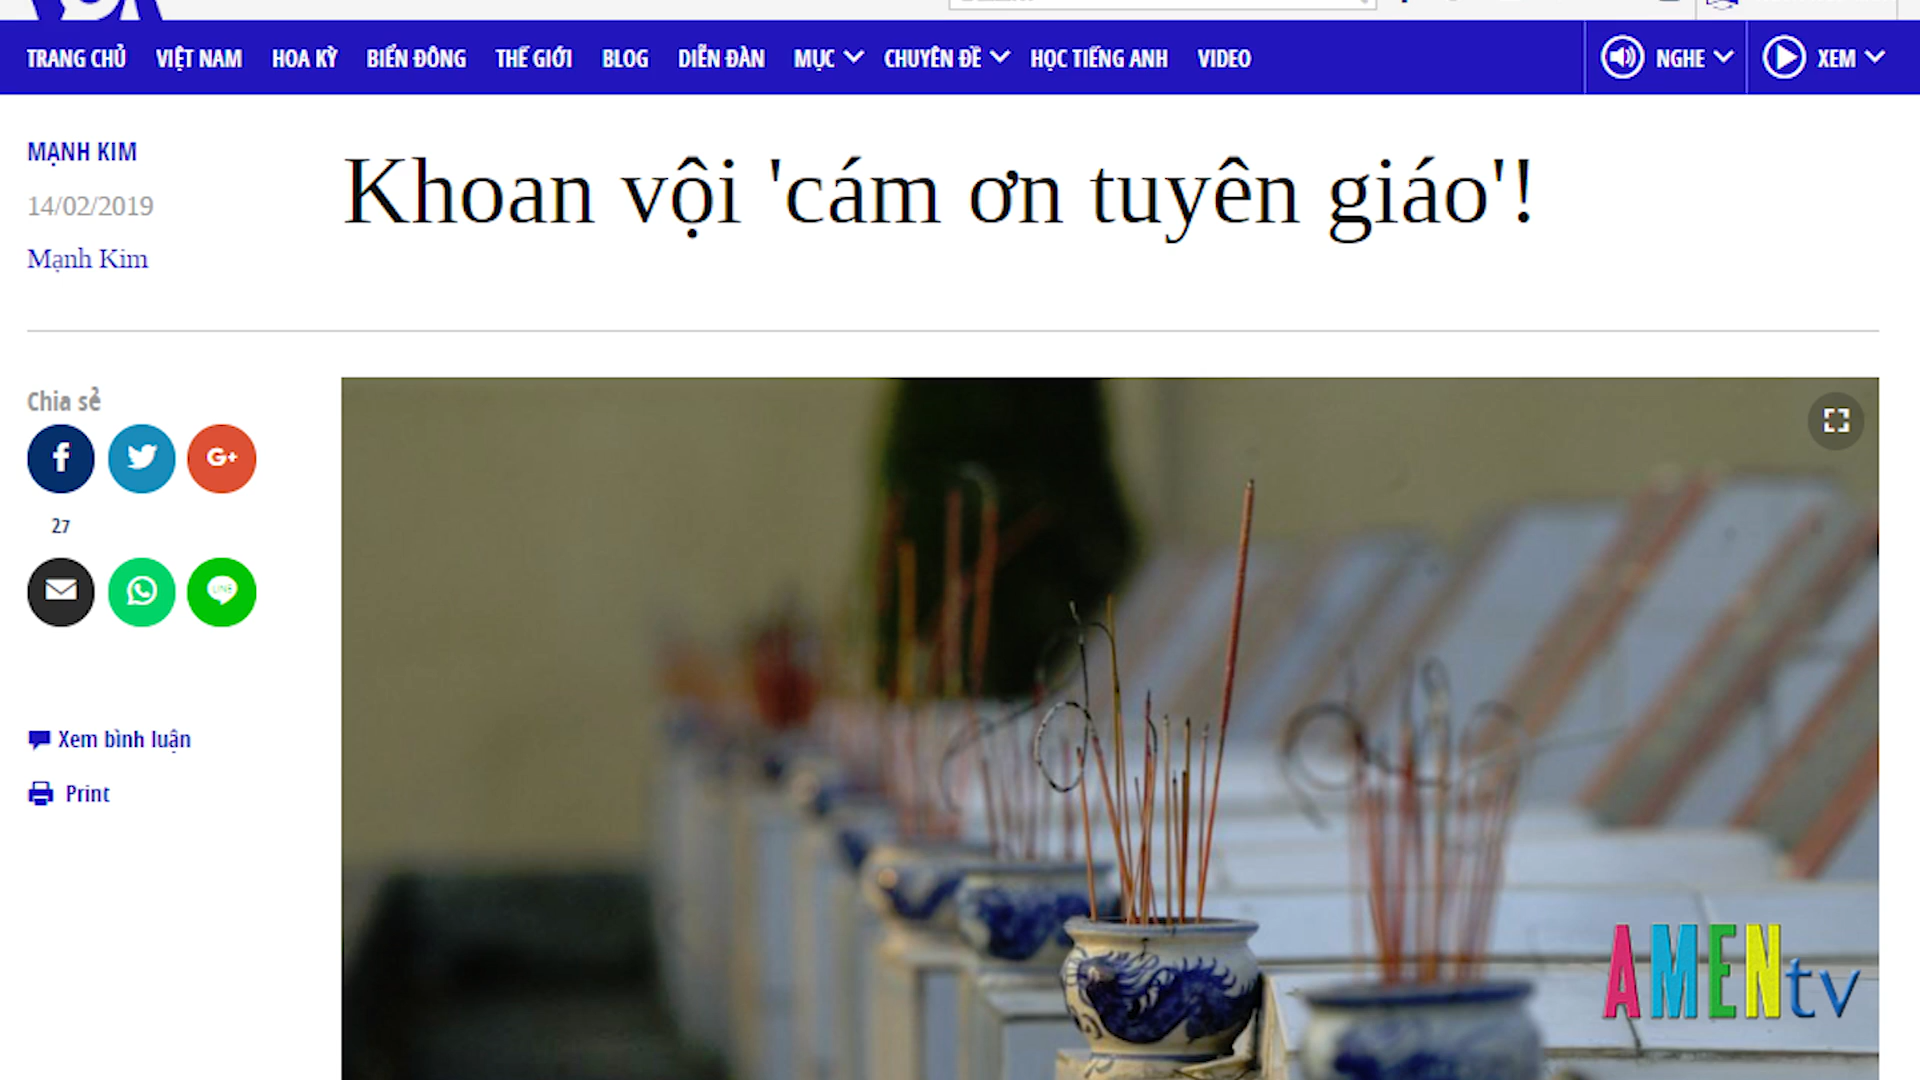 TRANG CHỦ VIỆT NAM HOA KỲ BIỂN ĐÔNG THẾ GIỚI BLOG DIỄN ĐÀN MỤC CHUYÊN ĐỀ HỌC TIẾNG ANH VIDEO NGHE XEM
MẠNH KIM
14/02/2019
Mạnh Kim
Khoan vội 'cám ơn tuyên giáo'!
Chia sẻ
G+
27
LINE
Xem bình luận
Print
AMENtv